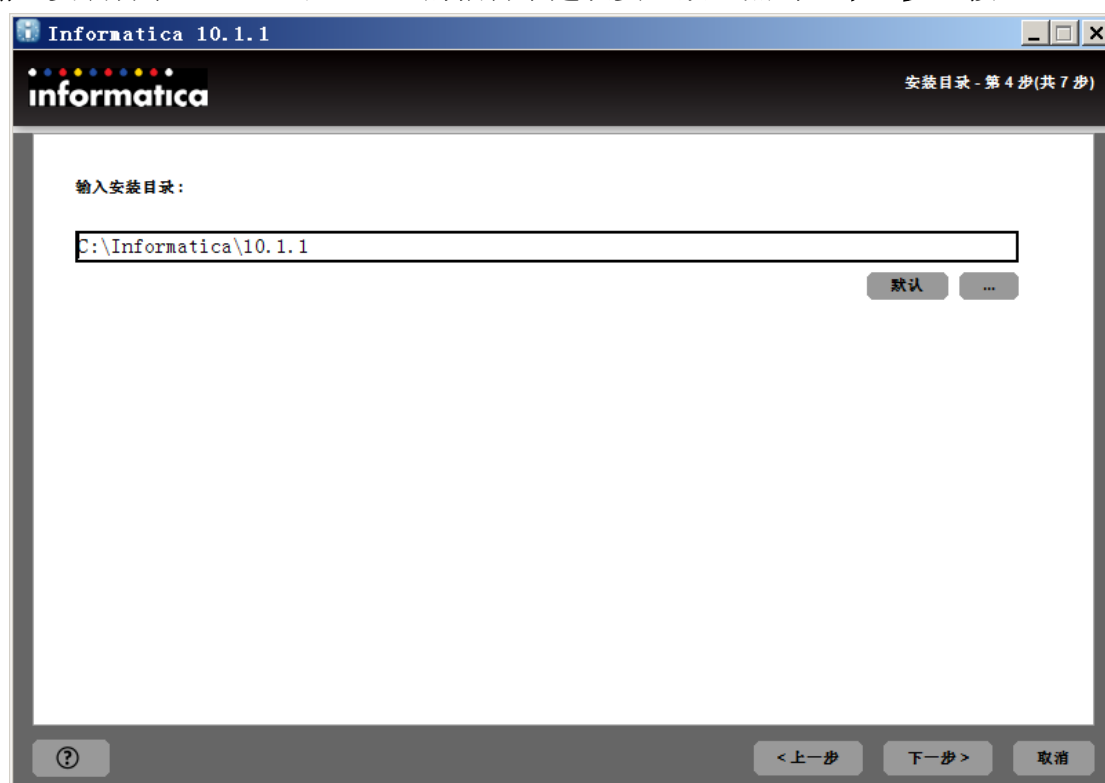 Informatica 10.1.1
informatica
安装目录 - 第 4 步(共 7 步)
输入安装目录:
C:\Informatica\10.1.1
默认 ...
? <上一步 下一步> 取消